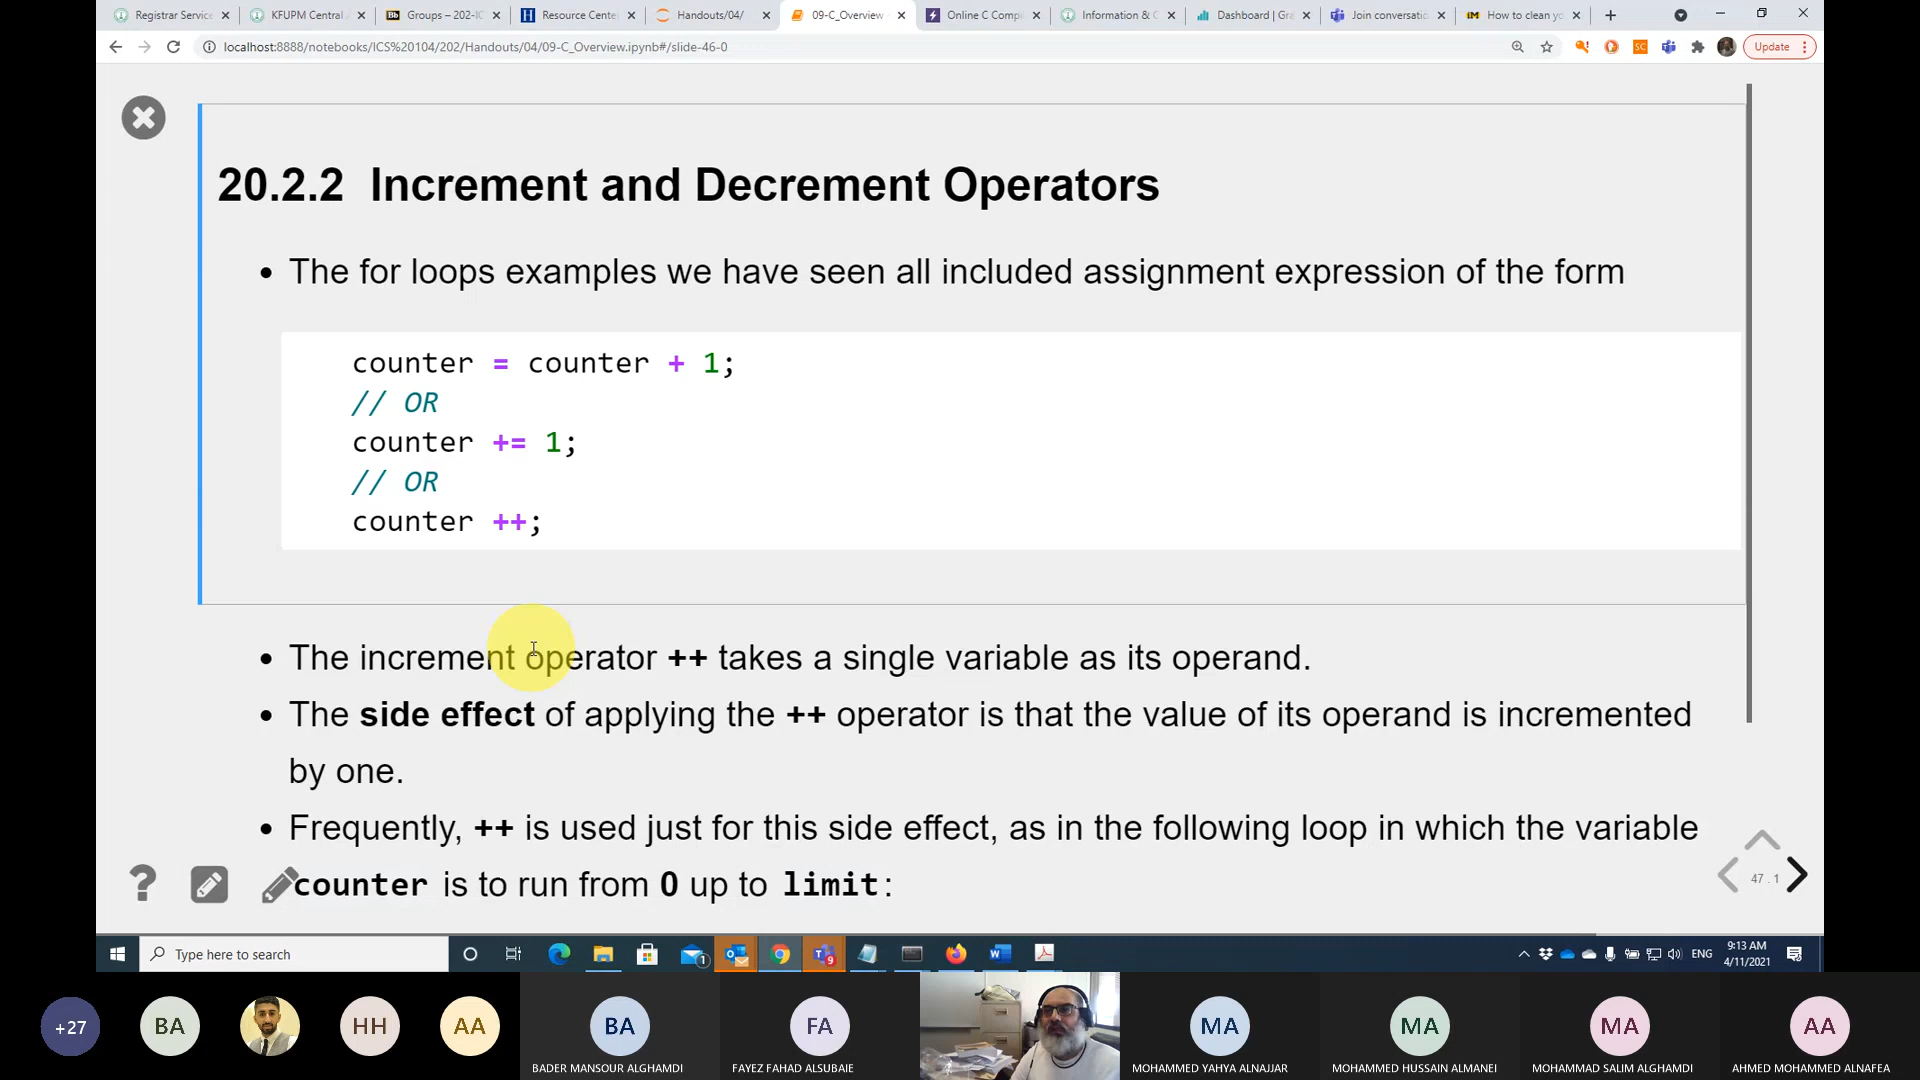 Registrar Service
KFUPM Central A
Groups – 202-IC
Resource Cente
Handouts/04/
09-C_Overview
Online C Compi
Information & C
Dashboard | Gra
Join conversatio
How to clean yo
localhost:8888/notebooks/ICS%20104/202/Handouts/04/09-C_Overview.ipynb#/slide-46-0
Update
20.2.2 Increment and Decrement Operators
• The for loops examples we have seen all included assignment expression of the form
counter = counter + 1;
// OR
counter += 1;
// OR
counter ++;
• The increment operator ++ takes a single variable as its operand.
• The side effect of applying the ++ operator is that the value of its operand is incremented
by one.
• Frequently, ++ is used just for this side effect, as in the following loop in which the variable
counter is to run from 0 up to limit:
47 . 1
Type here to search
ENG
9:13 AM
4/11/2021
+27
BA
HH
AA
BA
FA
MA
MA
MA
AA
BADER MANSOUR ALGHAMDI
FAYEZ FAHAD ALSUBAIE
MOHAMMED YAHYA ALNAJJAR
MOHAMMED HUSSAIN ALMANEI
MOHAMMAD SALIM ALGHAMDI
AHMED MOHAMMED ALNAFEA